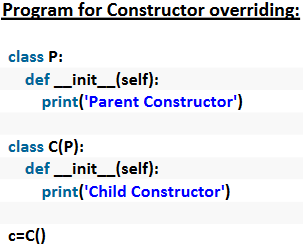 Program for Constructor overriding:
class P:
    def __init__(self):
        print('Parent Constructor')
class C(P):
    def __init__(self):
        print('Child Constructor')
c=C()